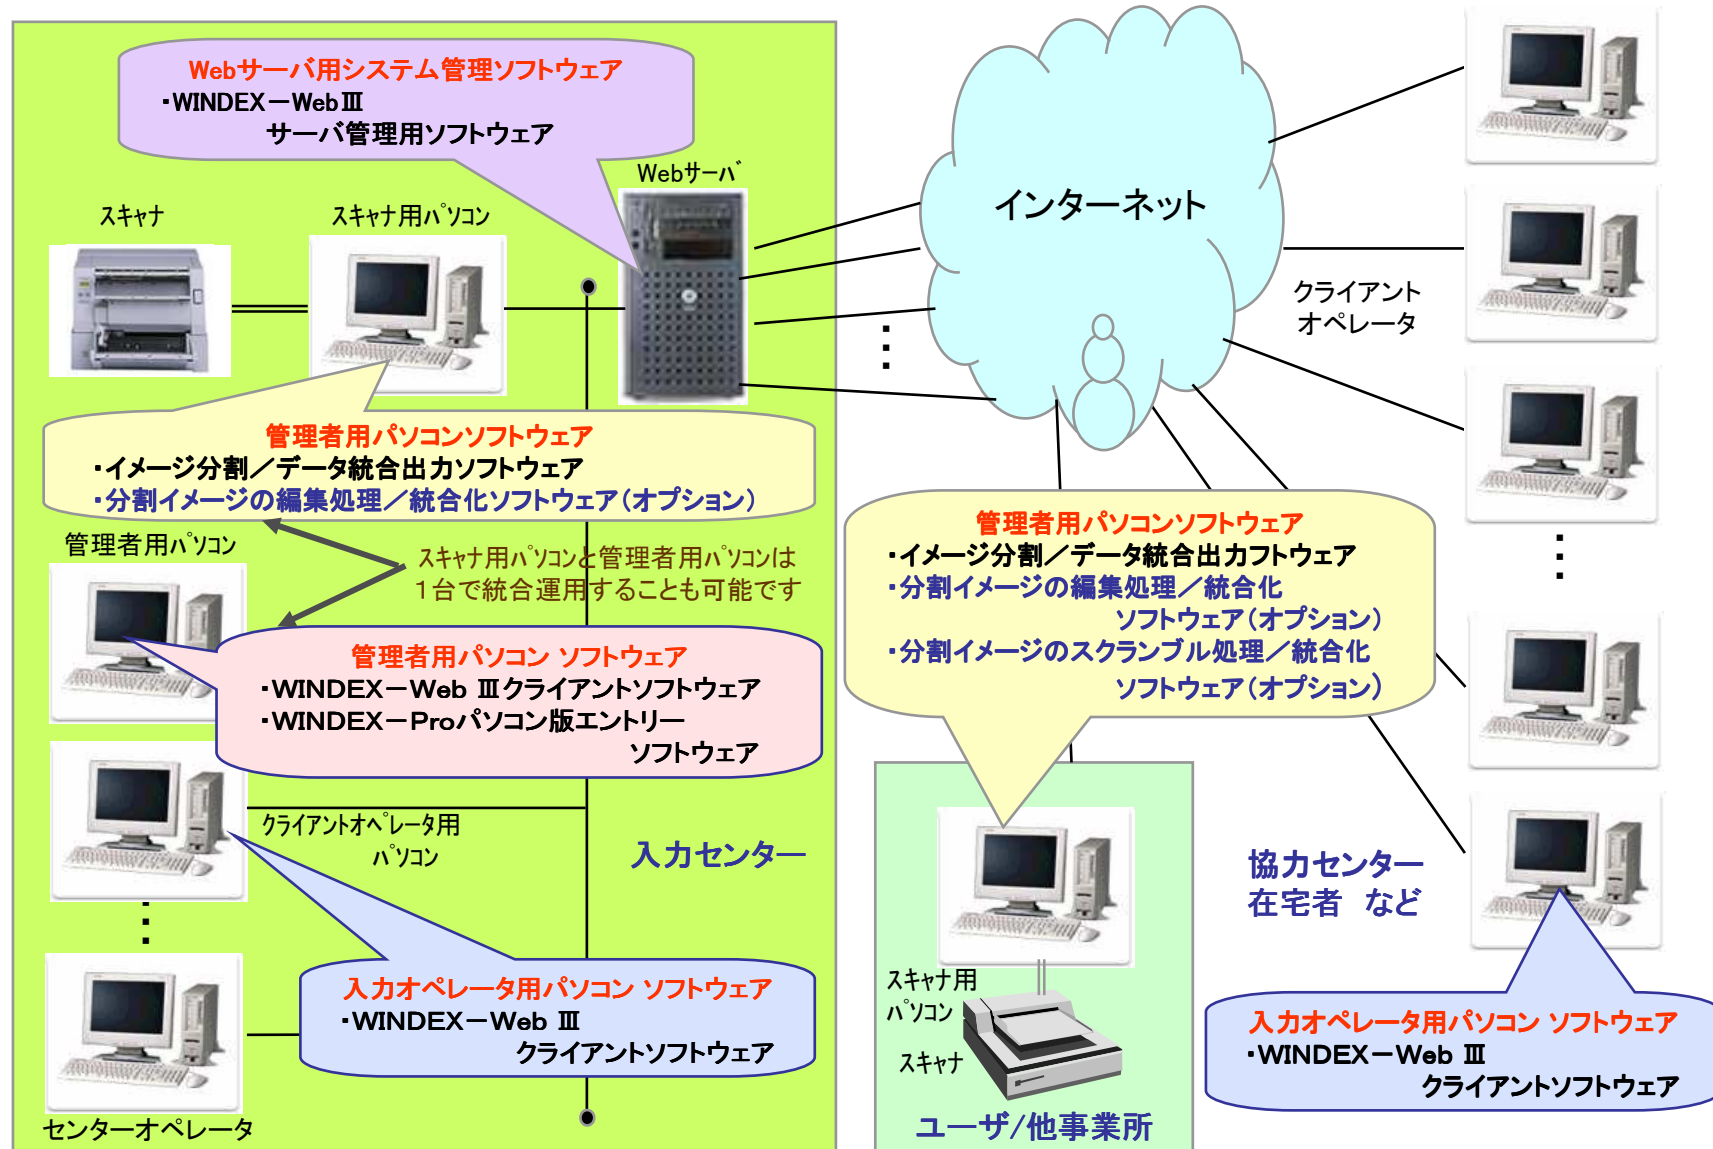 Webサーバ用システム管理ソフトウェア
・WINDEX－WebⅢ
サーバ管理用ソフトウェア
Webサーバ
スキャナ
スキャナ用パソコン
インターネット
クライアント
オペレータ
管理者用パソコンソフトウェア
・イメージ分割／データ統合出力ソフトウェア
・分割イメージの編集処理／統合化ソフトウェア（オプション）
管理者用パソコン
スキャナ用パソコンと管理者用パソコンは
１台で統合運用することも可能です
管理者用パソコン ソフトウェア
・WINDEX－Web Ⅲクライアントソフトウェア
・WINDEX－Proパソコン版エントリー
ソフトウェア
クライアントオペレータ用
パソコン
入力センター
入力オペレータ用パソコン ソフトウェア
・WINDEX－Web Ⅲ
クライアントソフトウェア
センターオペレータ
管理者用パソコンソフトウェア
・イメージ分割／データ統合出力フトウェア
・分割イメージの編集処理／統合化
ソフトウェア（オプション）
・分割イメージのスクランブル処理／統合化
ソフトウェア（オプション）
スキャナ用
パソコン
スキャナ
ユーザ/他事業所
協力センター
在宅者　など
入力オペレータ用パソコン ソフトウェア
・WINDEX－Web Ⅲ
クライアントソフトウェア